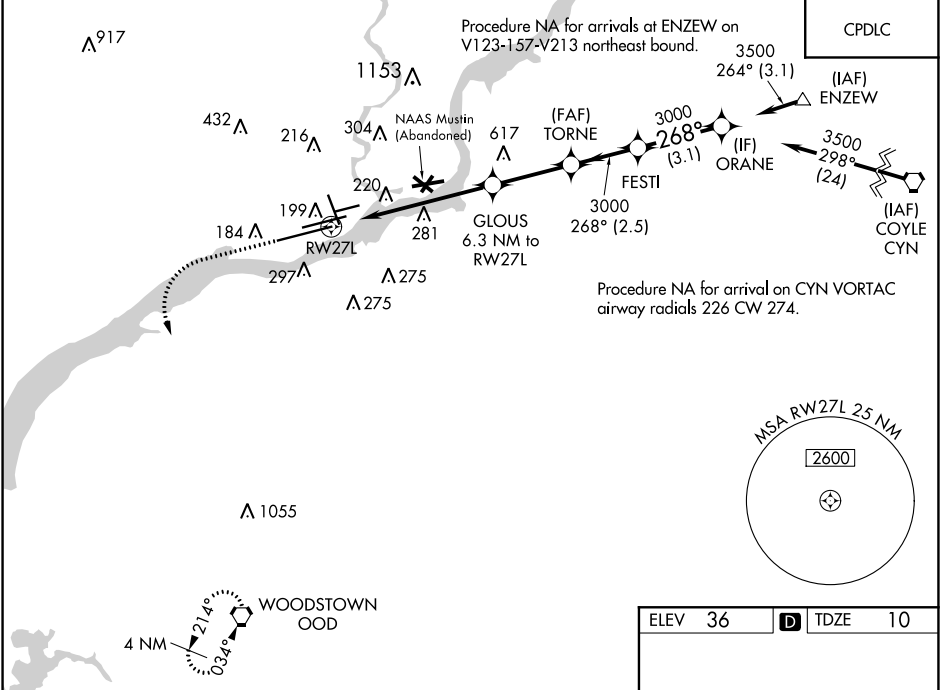 Procedure NA for arrivals at ENZEW on
V123-157-V213 northeast bound.
CPDLC
917
1153
3500
264° (3.1)
(IAF)
ENZEW
432
216
304
NAAS Mustin
(Abandoned)
617
(FAF)
TORNE
3000
268°
(3.1)
(IF)
ORANE
3500
298°
(24)
220
FESTI
199
184
RW27L
281
GLOUS
6.3 NM to
RW27L
3000
268° (2.5)
(IAF)
COYLE
CYN
297
275
275
Procedure NA for arrival on CYN VORTAC
airway radials 226 CW 274.
MSA RW27L 25 NM
2600
1055
WOODSTOWN
OOD
214°
034°
4 NM
ELEV 36
D
TDZE 10